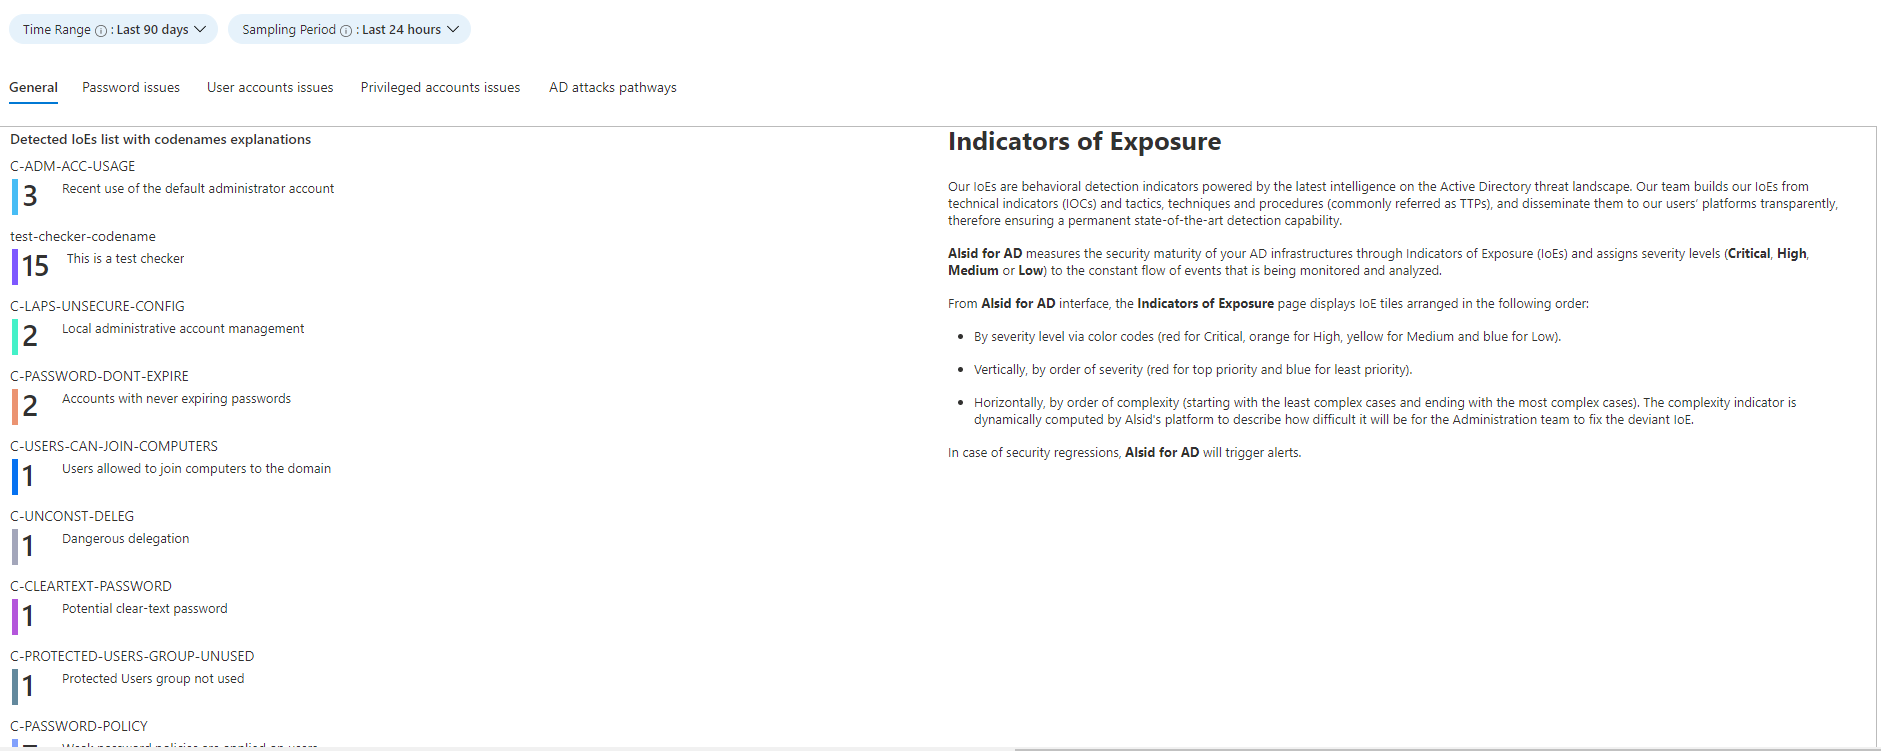 Time Range : Last 90 days
Sampling Period : Last 24 hours
General
Password issues
User accounts issues
Privileged accounts issues
AD attacks pathways
Detected IoEs list with codenames explanations
C-ADM-ACC-USAGE
3
Recent use of the default administrator account
test-checker-codename
15
This is a test checker
C-LAPS-UNSECURE-CONFIG
2
Local administrative account management
C-PASSWORD-DONT-EXPIRE
2
Accounts with never expiring passwords
C-USERS-CAN-JOIN-COMPUTERS
1
Users allowed to join computers to the domain
C-UNCONST-DELEG
1
Dangerous delegation
C-CLEARTEXT-PASSWORD
1
Potential clear-text password
C-PROTECTED-USERS-GROUP-UNUSED
1
Protected Users group not used
C-PASSWORD-POLICY
Weak password policies are applied on users
Indicators of Exposure
Our IoEs are behavioral detection indicators powered by the latest intelligence on the Active Directory threat landscape. Our team builds our IoEs from
technical indicators (IOCs) and tactics, techniques and procedures (commonly referred as TTPs), and disseminate them to our users' platforms transparently,
therefore ensuring a permanent state-of-the-art detection capability.
Alsid for AD measures the security maturity of your AD infrastructures through Indicators of Exposure (IoEs) and assigns severity levels (Critical, High,
Medium or Low) to the constant flow of events that is being monitored and analyzed.
From Alsid for AD interface, the Indicators of Exposure page displays IoE tiles arranged in the following order:
• By severity level via color codes (red for Critical, orange for High, yellow for Medium and blue for Low).
• Vertically, by order of severity (red for top priority and blue for least priority).
• Horizontally, by order of complexity (starting with the least complex cases and ending with the most complex cases). The complexity indicator is
dynamically computed by Alsid's platform to describe how difficult it will be for the Administration team to fix the deviant IoE.
In case of security regressions, Alsid for AD will trigger alerts.